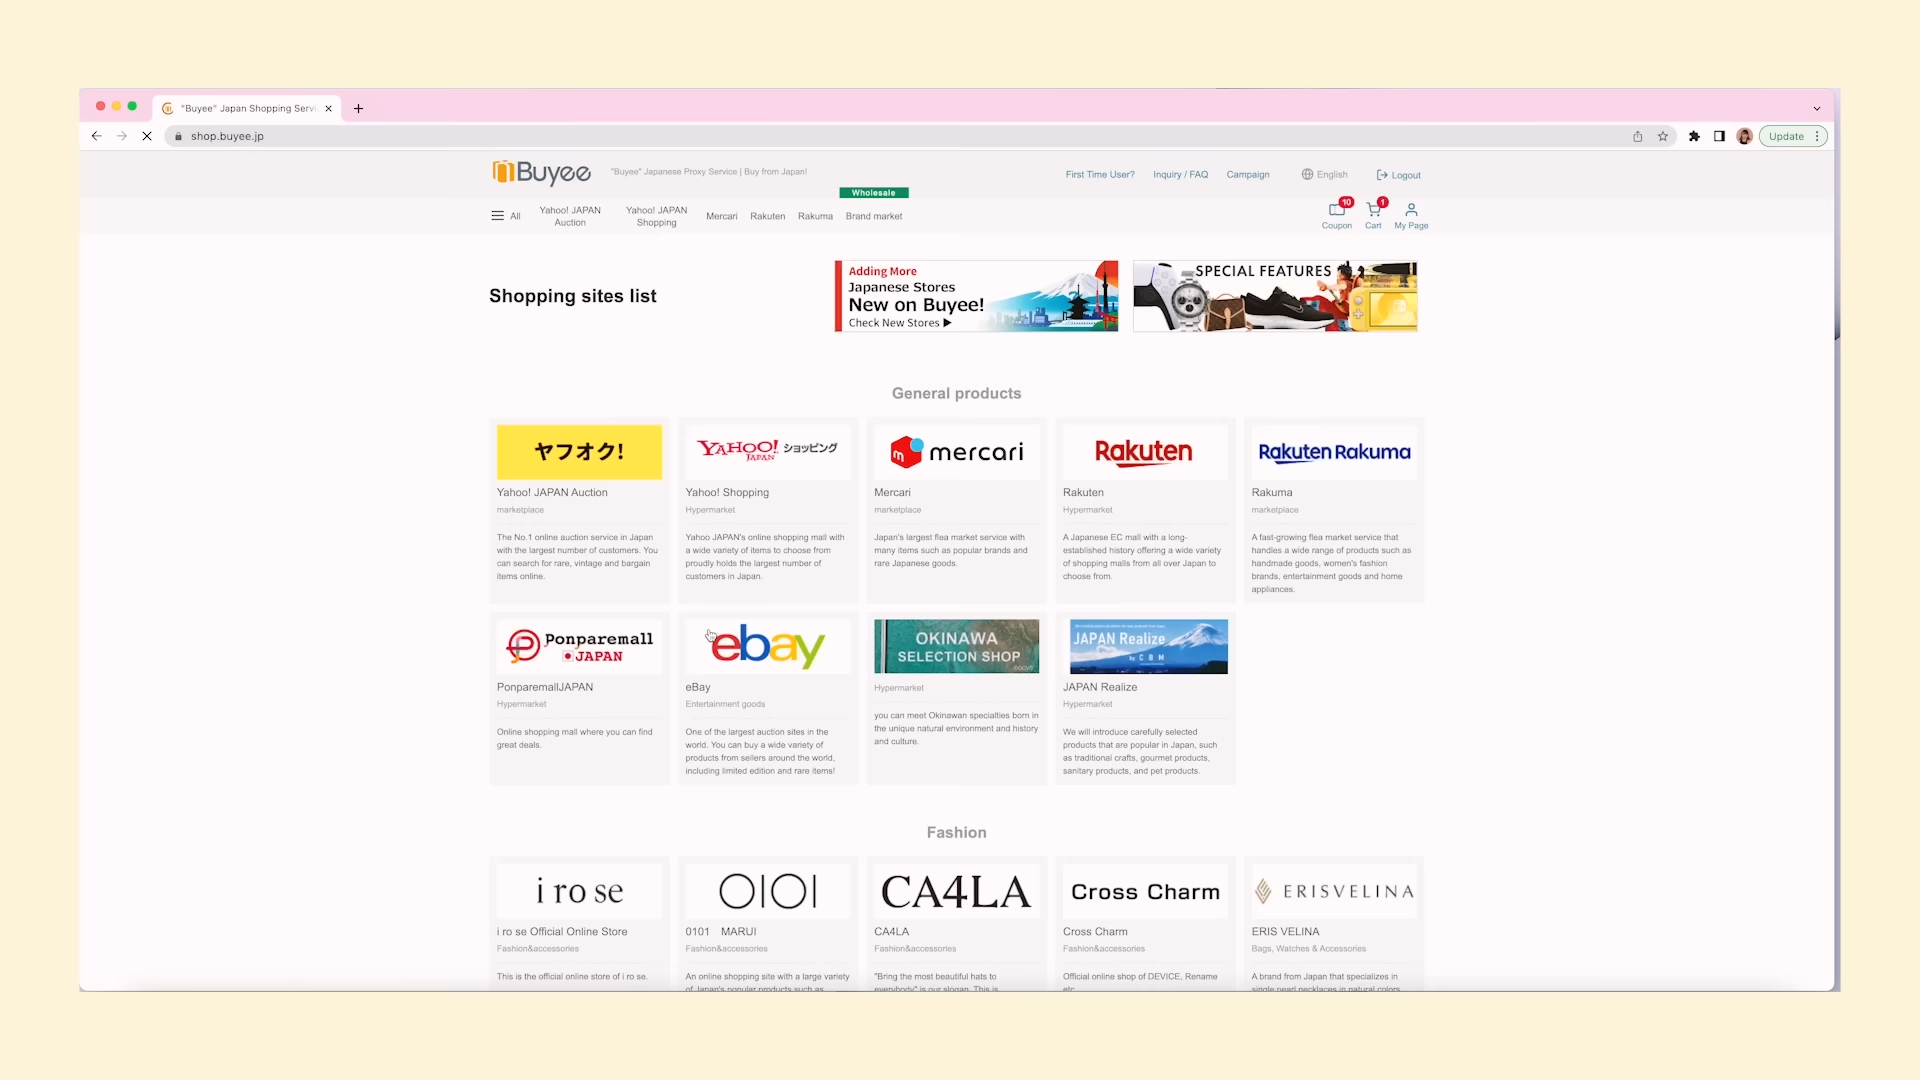 "Buyee" Japan Shopping Servi
shop.buyee.jp
Update
Buyee
"Buyee" Japanese Proxy Service | Buy from Japan!
First Time User?
Inquiry / FAQ
Campaign
English
Logout
Wholesale
All
Yahoo! JAPAN
Auction
Yahoo! JAPAN
Shopping
Mercari
Rakuten
Rakuma
Brand market
10
Coupon
1
Cart
My Page
Shopping sites list
Adding More
Japanese Stores
New on Buyee!
Check New Stores ▶
SPECIAL FEATURES
General products
ヤフオク!
Yahoo! JAPAN Auction
marketplace
The No.1 online auction service in Japan
with the largest number of customers. You
can search for rare, vintage and bargain
items online.
YAHOO! JAPAN ショッピング
Yahoo! Shopping
Hypermarket
Yahoo JAPAN's online shopping mall with
a wide variety of items to choose from
proudly holds the largest number of
customers in Japan.
m mercari
Mercari
marketplace
Japan's largest flea market service with
many items such as popular brands and
rare Japanese goods.
Rakuten
Rakuten
Hypermarket
A Japanese EC mall with a long-
established history offering a wide variety
of shopping malls from all over Japan to
choose from.
Rakuten Rakuma
Rakuma
marketplace
A fast-growing flea market service that
handles a wide range of products such as
handmade goods, women's fashion
brands, entertainment goods and home
appliances.
Ponparemall
JAPAN
PonparemallJAPAN
Hypermarket
Online shopping mall where you can find
great deals.
ebay
eBay
Entertainment goods
One of the largest auction sites in the
world. You can buy a wide variety of
products from sellers around the world,
including limited edition and rare items!
OKINAWA
SELECTION SHOP
Hypermarket
you can meet Okinawan specialties born in
the unique natural environment and history
and culture.
JAPAN Realize
by C B M
JAPAN Realize
Hypermarket
We will introduce carefully selected
products that are popular in Japan, such
as traditional crafts, gourmet products,
sanitary products, and pet products.
Fashion
i ro se
i ro se Official Online Store
Fashion&accessories
This is the official online store of i ro se.
OIOI
0101 MARUI
Fashion&accessories
An online shopping site with a large variety
of Japan's popular products such as
CA4LA
CA4LA
Fashion&accessories
"Bring the most beautiful hats to
everybody" is our slogan. This is
Cross Charm
Cross Charm
Fashion&accessories
Official online shop of DEVICE, Rename
etc.
ERISVELINA
ERIS VELINA
Bags, Watches & Accessories
A brand from Japan that specializes in
single pearl necklaces in natural colors